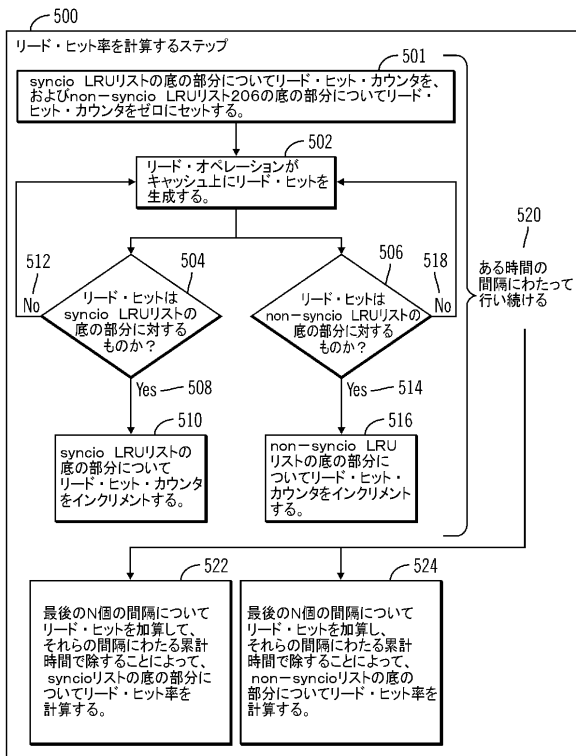 500
リード・ヒット率を計算するステップ
501
syncio LRUリストの底の部分についてリード・ヒット・カウンタを、
およびnon－syncio LRUリスト206の底の部分についてリード・
ヒット・カウンタをゼロにセットする。
502
リード・オペレーションが
キャッシュ上にリード・ヒットを
生成する。
520
ある時間の
間隔にわたって
行い続ける
512
No
504
リード・ヒットは
syncio LRUリストの
底の部分に対する
ものか？
506
リード・ヒットは
non－syncio LRUリストの
底の部分に対する
ものか？
518
No
Yes
508
Yes
514
510
syncio LRUリストの
底の部分について
リード・ヒット・カウンタ
をインクリメントする。
516
non－syncio LRU
リストの底の部分に
ついてリード・ヒット・
カウンタをインクリメント
する。
522
最後のN個の間隔について
リード・ヒットを加算して、
それらの間隔にわたる累計
時間で除することによって、
syncioリストの底の部分に
ついてリード・ヒット率を
計算する。
524
最後のN個の間隔について
リード・ヒットを加算し、
それらの間隔にわたる累計
時間で除することによって、
non－syncioリストの底の
部分についてリード・ヒット率を
計算する。